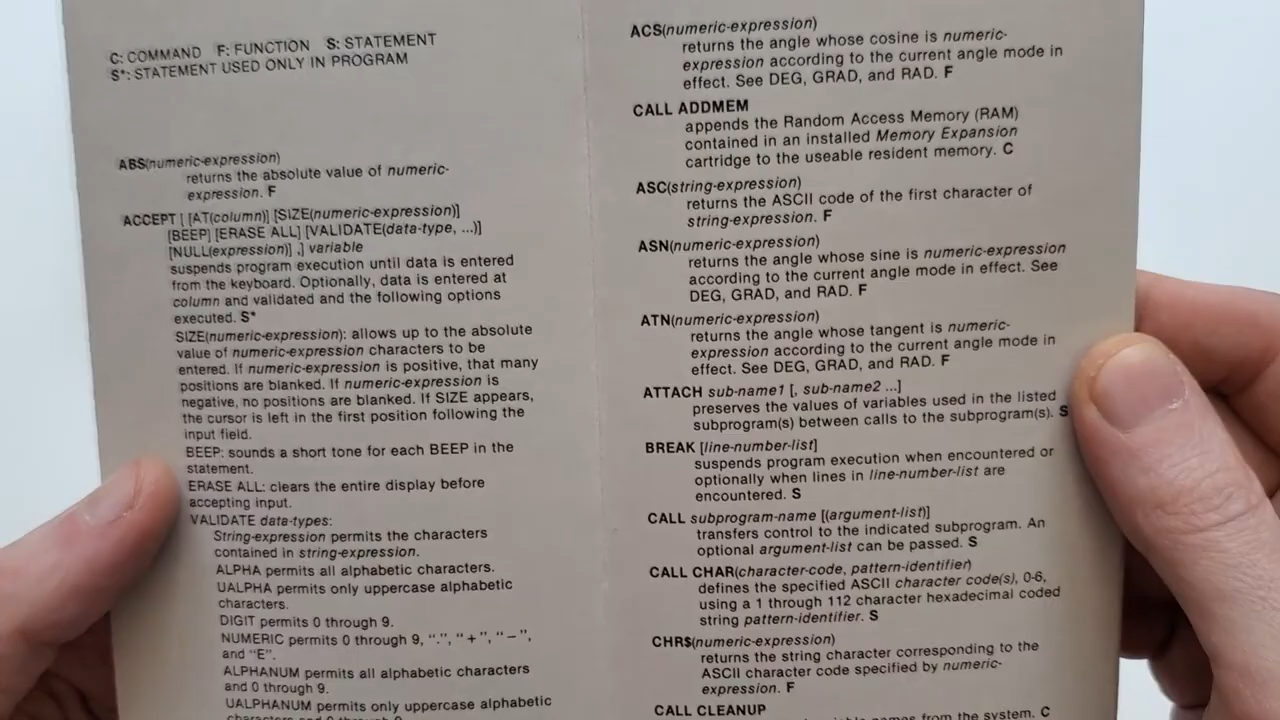 C: COMMAND F: FUNCTION S: STATEMENT
S*: STATEMENT USED ONLY IN PROGRAM
ABS(numeric-expression)
returns the absolute value of numeric-
expression. F
ACCEPT [ [AT(column)] [SIZE(numeric-expression)]
[BEEP] [ERASE ALL] [VALIDATE(data-type, ...)]
[NULL(expression)] ,] variable
suspends program execution until data is entered
from the keyboard. Optionally, data is entered at
column and validated and the following options
executed. S*
SIZE(numeric-expression): allows up to the absolute
value of numeric-expression characters to be
entered. If numeric-expression is positive, that many
positions are blanked. If numeric-expression is
negative, no positions are blanked. If SIZE appears,
the cursor is left in the first position following the
input field.
BEEP: sounds a short tone for each BEEP in the
statement.
ERASE ALL: clears the entire display before
accepting input.
VALIDATE data-types:
String-expression permits the characters
contained in string-expression.
ALPHA permits all alphabetic characters.
UALPHA permits only uppercase alphabetic
characters.
DIGIT permits 0 through 9.
NUMERIC permits 0 through 9, “.”, “+”, “−”,
and “E”.
ALPHANUM permits all alphabetic characters
and 0 through 9.
UALPHANUM permits only uppercase alphabetic
characters and 0 through 9.
ACS(numeric-expression)
returns the angle whose cosine is numeric-
expression according to the current angle mode in
effect. See DEG, GRAD, and RAD. F
CALL ADDMEM
appends the Random Access Memory (RAM)
contained in an installed Memory Expansion
cartridge to the useable resident memory. C
ASC(string-expression)
returns the ASCII code of the first character of
string-expression. F
ASN(numeric-expression)
returns the angle whose sine is numeric-expression
according to the current angle mode in effect. See
DEG, GRAD, and RAD. F
ATN(numeric-expression)
returns the angle whose tangent is numeric-
expression according to the current angle mode in
effect. See DEG, GRAD, and RAD. F
ATTACH sub-name1 [, sub-name2 ...]
preserves the values of variables used in the listed
subprogram(s) between calls to the subprogram(s). S
BREAK [line-number-list]
suspends program execution when encountered or
optionally when lines in line-number-list are
encountered. S
CALL subprogram-name [(argument-list)]
transfers control to the indicated subprogram. An
optional argument-list can be passed. S
CALL CHAR(character-code, pattern-identifier)
defines the specified ASCII character code(s), 0-6,
using a 1 through 112 character hexadecimal coded
string pattern-identifier. S
CHR$(numeric-expression)
returns the string character corresponding to the
ASCII character code specified by numeric-
expression. F
CALL CLEANUP
names from the system. C